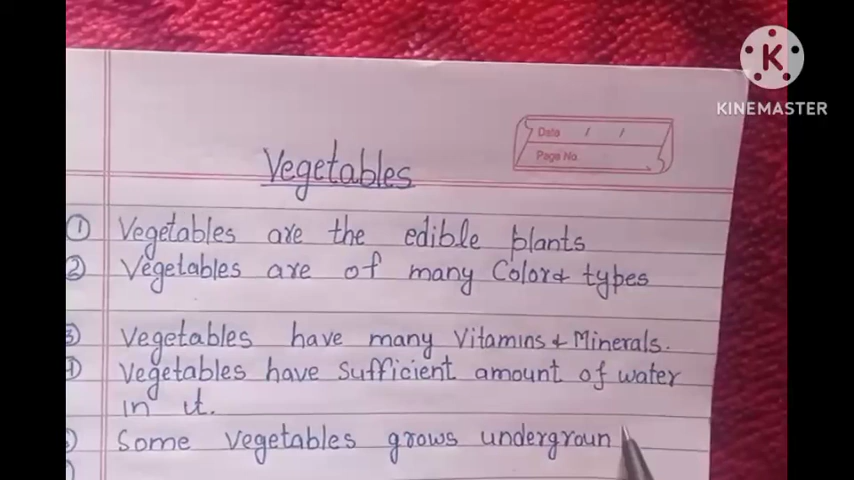 K
KINEMASTER
Date / /
Page No
Vegetables
① Vegetables are the edible plants
② Vegetables are of many Color & types
③ Vegetables have many Vitamins & Minerals.
④ Vegetables have Sufficient amount of water
in it.
Some vegetables grows undergroun